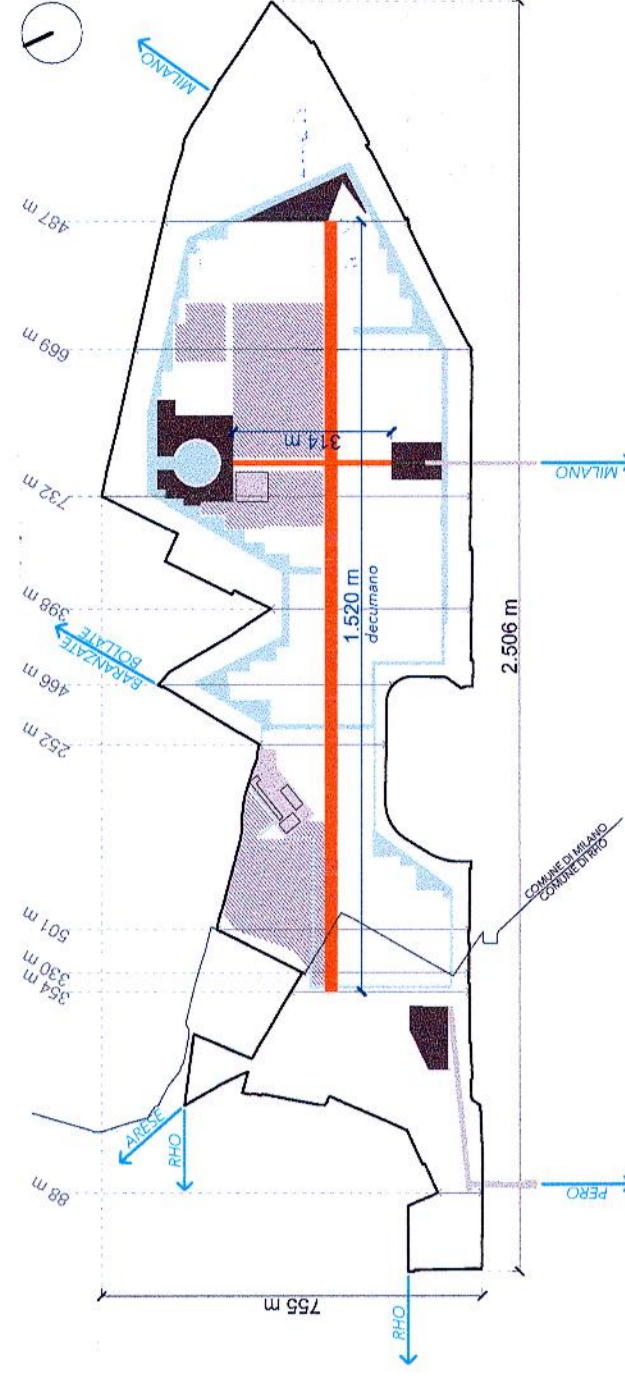 MILANO
487 m
669 m
732 m
314 m
MILANO
398 m
1.520 m
decumano
2.506 m
BARANZATE
BOLLATE
466 m
252 m
COMUNE DI MILANO
COMUNE DI RHO
501 m
330 m
354 m
ARESE
RHO
88 m
PERO
755 m
RHO